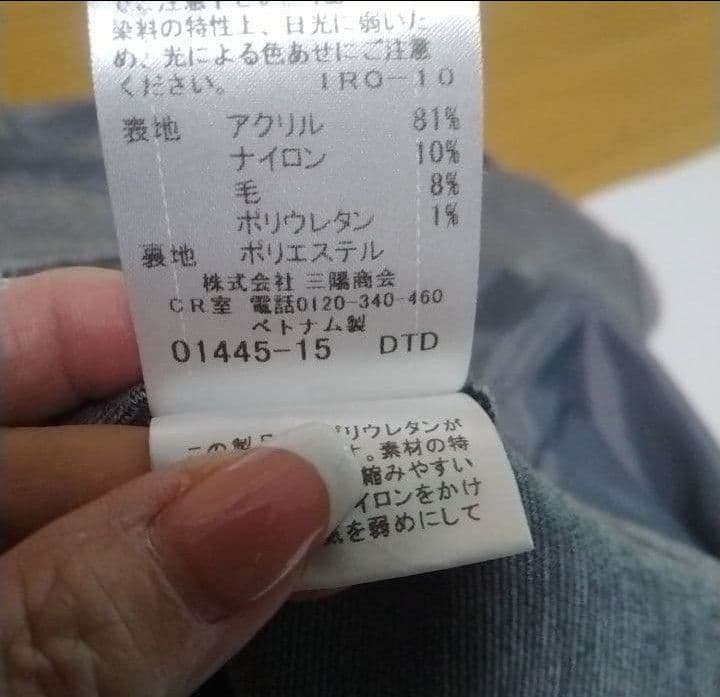 染料の特性上、日光に弱いた
め、光による色あせにご注意
ください。 IRO-10
表地 アクリル 81%
ナイロン 10%
毛 8%
ポリウレタン 1%
裏地 ポリエステル
株式会社 三陽商会
CR室 電話0120-340-460
ベトナム製
01445-15 DTD
この製 ポリウレタンが
。素材の特
縮みやすい
イロンをかけ
を弱めにして